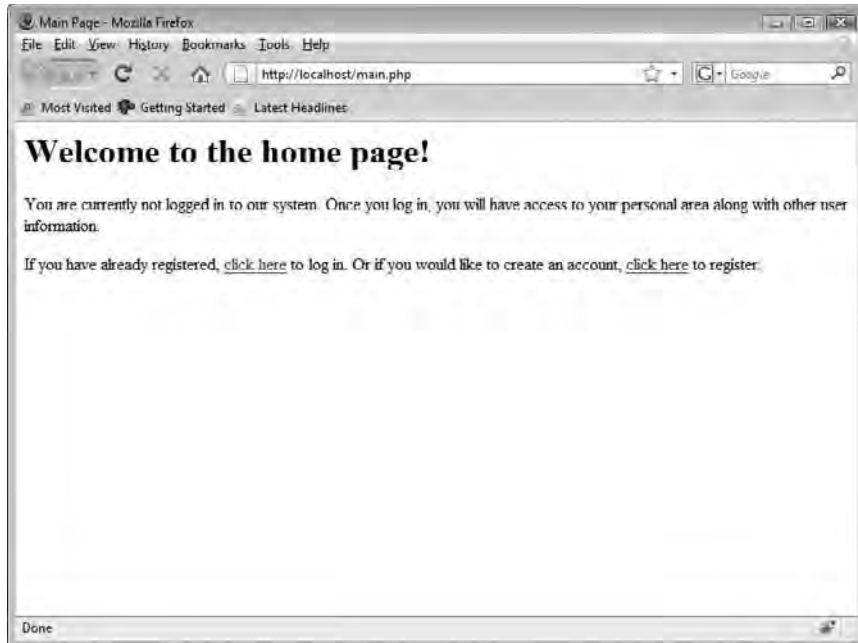 Main Page - Mozilla Firefox
File Edit View History Bookmarks Tools Help
http://localhost/main.php
G Google
Most Visited Getting Started Latest Headlines
Welcome to the home page!
You are currently not logged in to our system. Once you log in, you will have access to your personal area along with other user
information.
If you have already registered, click here to log in. Or if you would like to create an account, click here to register.
Done